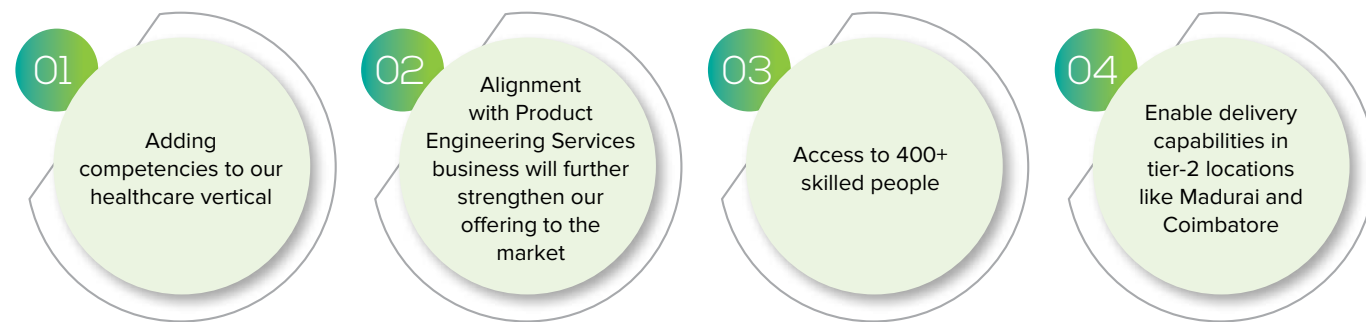 01
Adding
competencies to our
healthcare vertical
02
Alignment
with Product
Engineering Services
business will further
strengthen our
offering to the
market
03
Access to 400+
skilled people
04
Enable delivery
capabilities in
tier-2 locations
like Madurai and
Coimbatore